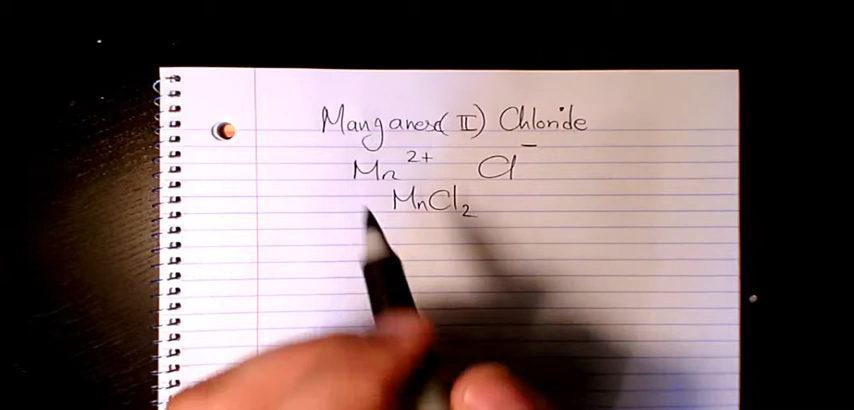 Manganese(II) Chloride
Mn²⁺ Cl⁻
MnCl₂